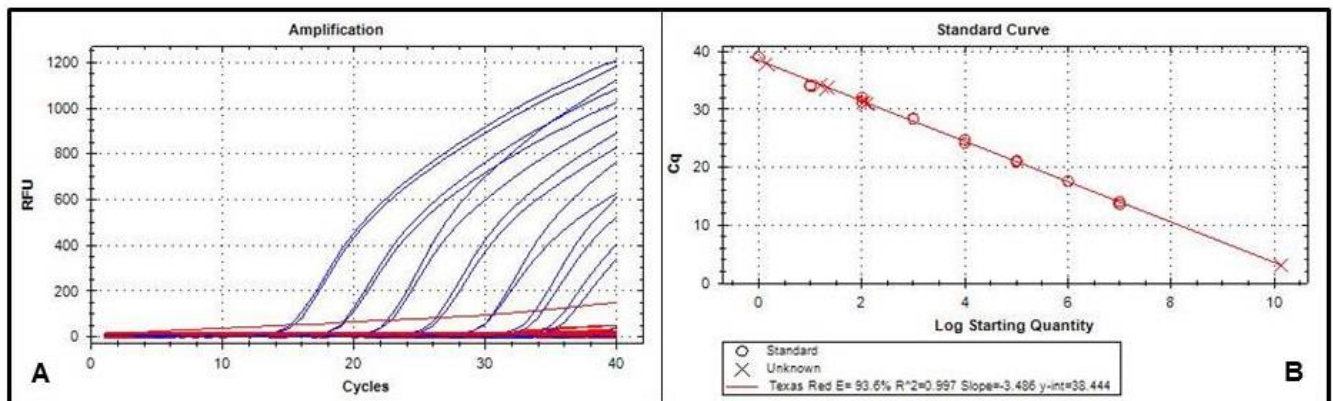 Amplification
1200
1000
800
600
400
200
0
RFU
0 10 20 30 40
Cycles
A
Standard Curve
40
30
20
10
0
Cq
0 2 4 6 8 10
Log Starting Quantity
Standard
Unknown
Texas Red E= 93.6% R^2=0.997 Slope=-3.486 y-int=38.444
B